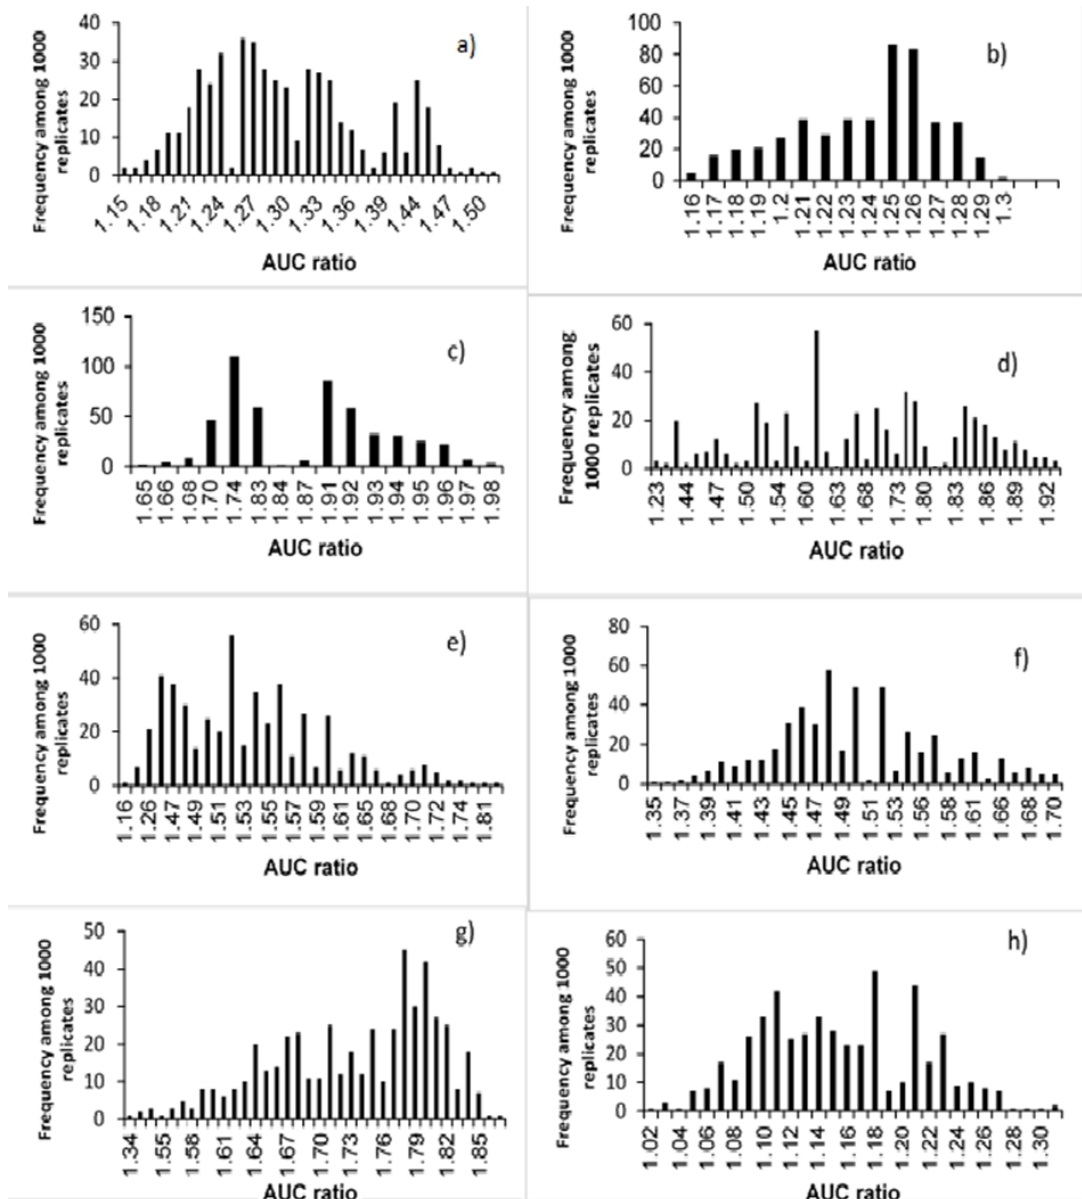 a)
Frequency among 1000
replicates
40
30
20
10
0
1.15 1.18 1.21 1.24 1.27 1.30 1.33 1.36 1.39 1.44 1.47 1.50
AUC ratio
b)
Frequency among 1000
replicates
100
80
60
40
20
0
1.16 1.17 1.18 1.19 1.2 1.21 1.22 1.23 1.24 1.25 1.26 1.27 1.28 1.29 1.3
AUC ratio
c)
Frequency among 1000
replicates
150
100
50
0
1.65 1.66 1.68 1.70 1.74 1.83 1.84 1.87 1.91 1.92 1.93 1.94 1.95 1.96 1.97 1.98
AUC ratio
d)
Frequency among
1000 replicates
60
40
20
0
1.23 1.44 1.47 1.50 1.54 1.60 1.63 1.68 1.73 1.80 1.83 1.86 1.89 1.92
AUC ratio
e)
Frequency among 1000
replicates
60
40
20
0
1.16 1.26 1.47 1.49 1.51 1.53 1.55 1.57 1.59 1.61 1.65 1.68 1.70 1.72 1.74 1.81
AUC ratio
f)
Frequency among 1000
replicates
80
60
40
20
0
1.35 1.37 1.39 1.41 1.43 1.45 1.47 1.49 1.51 1.53 1.56 1.58 1.61 1.66 1.68 1.70
AUC ratio
g)
Frequency among 1000
replicates
50
40
30
20
10
0
1.34 1.55 1.58 1.61 1.64 1.67 1.70 1.73 1.76 1.79 1.82 1.85
AUC ratio
h)
Frequency among 1000
replicates
60
50
40
30
20
10
0
1.02 1.04 1.06 1.08 1.10 1.12 1.14 1.16 1.18 1.20 1.22 1.24 1.26 1.28 1.30
AUC ratio